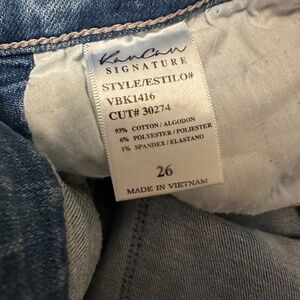 KanCan
SIGNATURE
STYLE/ESTILO#
VBK1416
CUT# 30274
93% COTTON/ALGODON
6% POLYESTER/POLIESTER
1% SPANDEX/ELASTANO
26
MADE IN VIETNAM